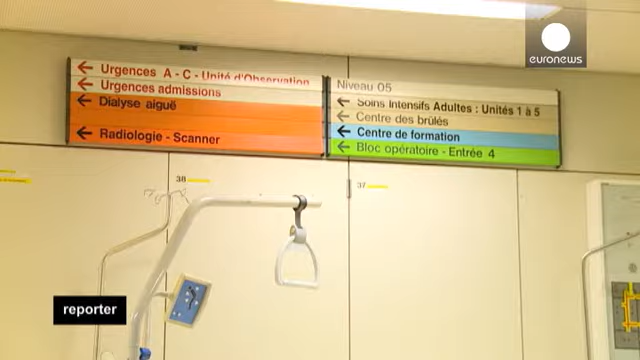 euronews
Urgences A - C - Unité d'Observation
Urgences admissions
Dialyse aiguë
Radiologie - Scanner
Niveau 05
Soins Intensifs Adultes : Unités 1 à 5
Centre des brûlés
Centre de formation
Bloc opératoire - Entrée 4
38
37
reporter